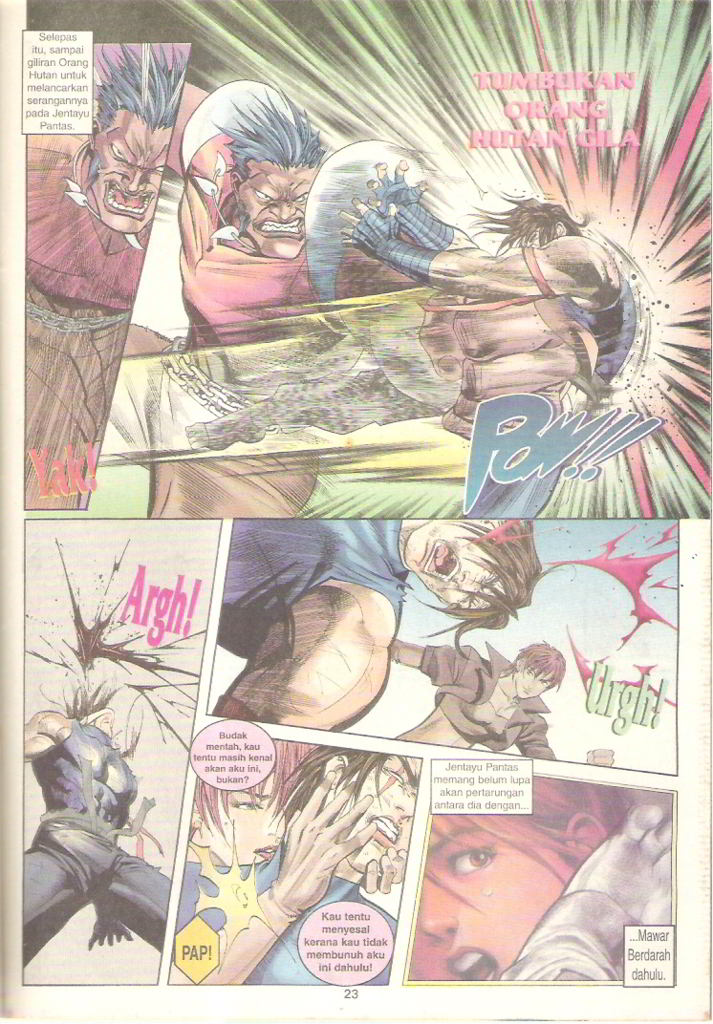 Selepas
itu, sampai
giliran Orang
Hutan untuk
melancarkan
serangannya
pada Jentayu
Pantas.
TUMBUKAN
ORANG
HUTAN GILA
Yak!
POW!!!
Argh!
Urgh!
Budak
mentah, kau
tentu masih kenal
akan aku ini,
bukan?
PAP!
Kau tentu
menyesal
kerana kau tidak
membunuh aku
ini dahulu!
Jentayu Pantas
memang belum lupa
akan pertarungan
antara dia dengan...
...Mawar
Berdarah
dahulu.
23